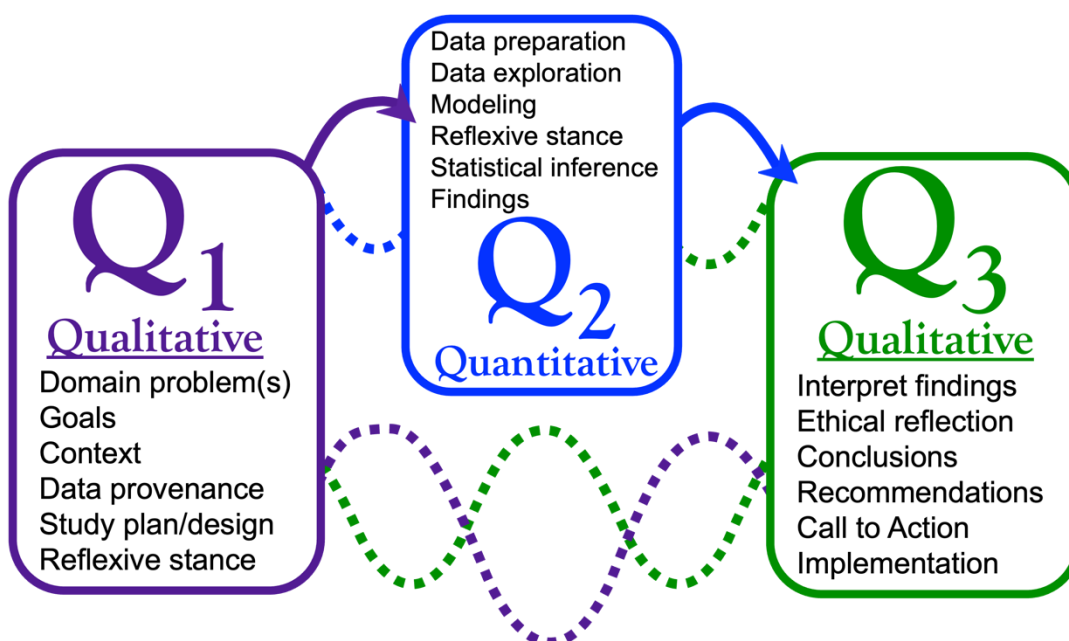 Q1
Qualitative
Domain problem(s)
Goals
Context
Data provenance
Study plan/design
Reflexive stance
Data preparation
Data exploration
Modeling
Reflexive stance
Statistical inference
Findings
Q2
Quantitative
Q3
Qualitative
Interpret findings
Ethical reflection
Conclusions
Recommendations
Call to Action
Implementation